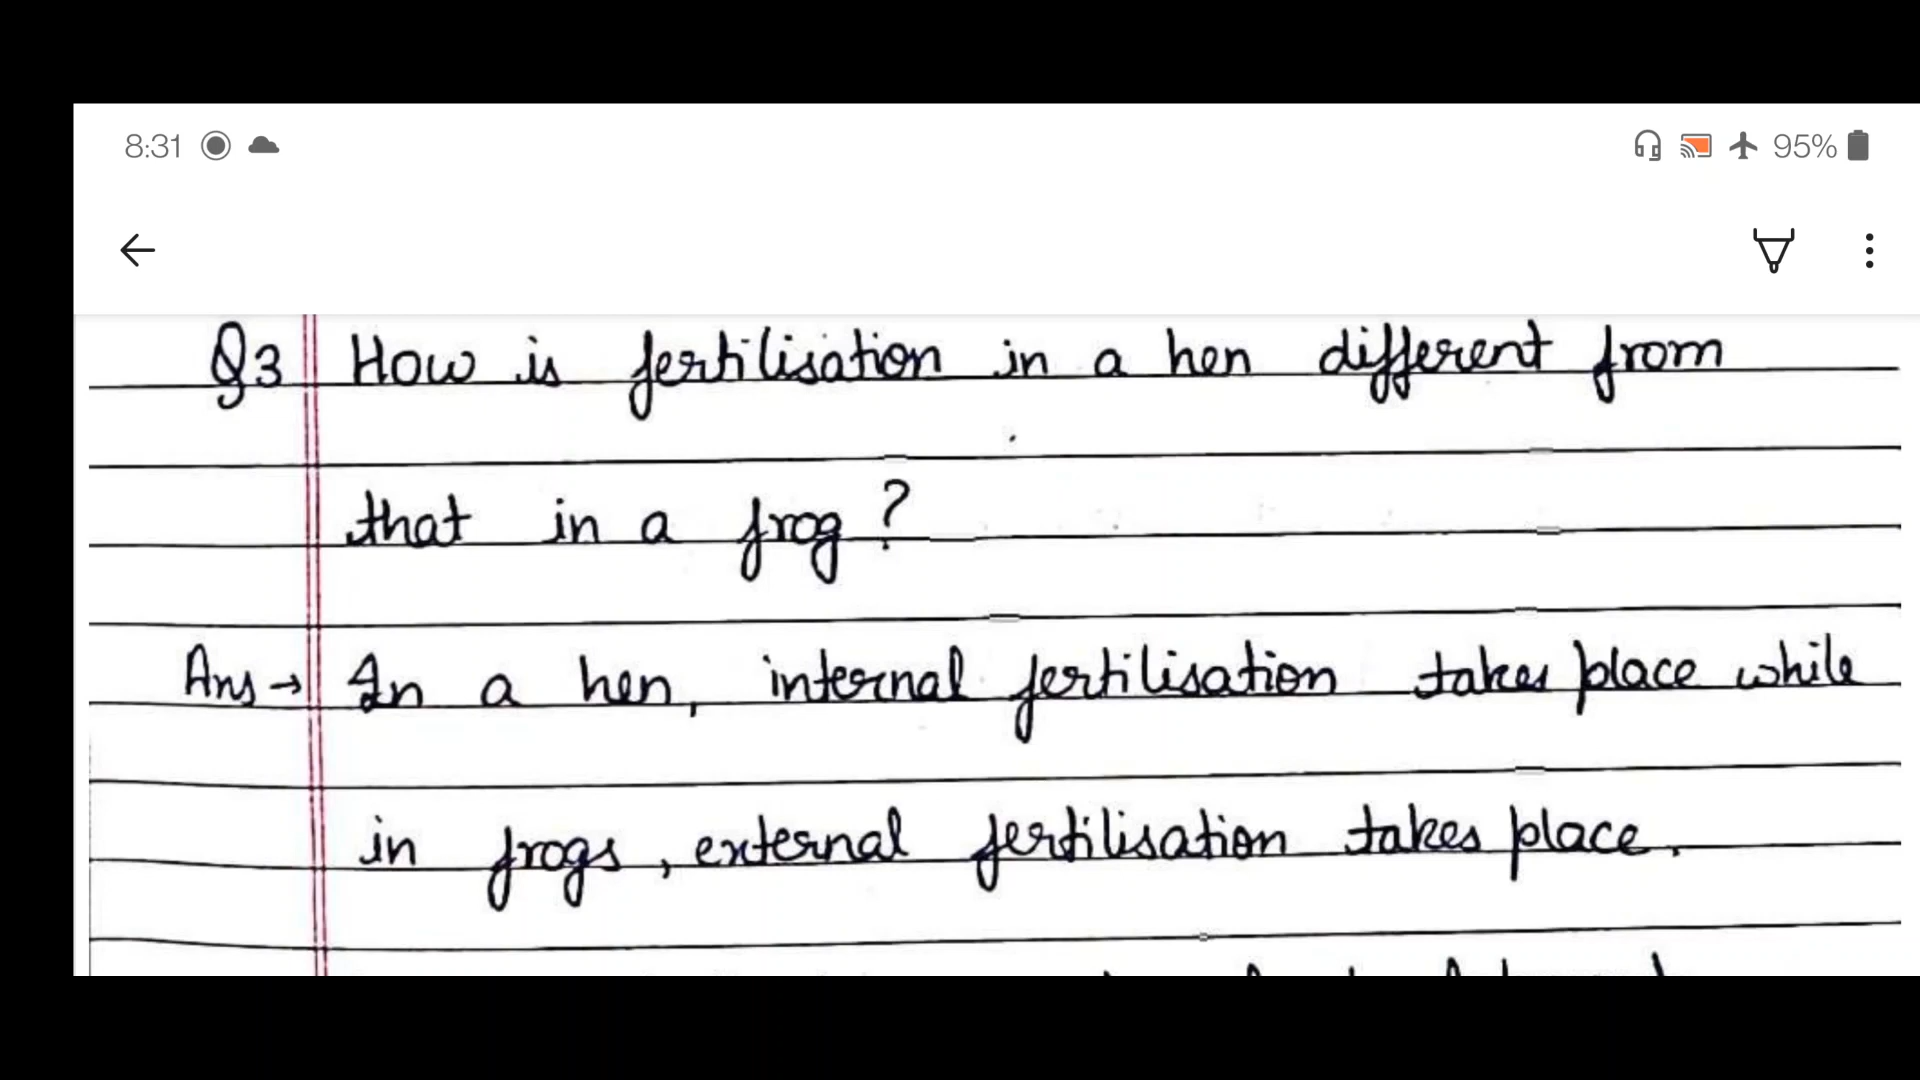 8:31 95%
Q3 How is fertilisation in a hen different from
that in a frog?
Ans → In a hen, internal fertilisation takes place while
in frogs, external fertilisation takes place.